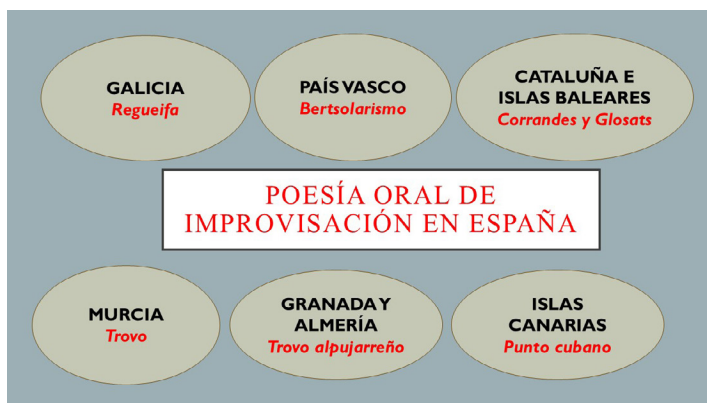 GALICIA
Regueifa
PAÍS VASCO
Bertsolarismo
CATALUÑA E
ISLAS BALEARES
Corrandes y Glosats
POESÍA ORAL DE
IMPROVISACIÓN EN ESPAÑA
MURCIA
Trovo
GRANADA Y
ALMERÍA
Trovo alpujarreño
ISLAS
CANARIAS
Punto cubano